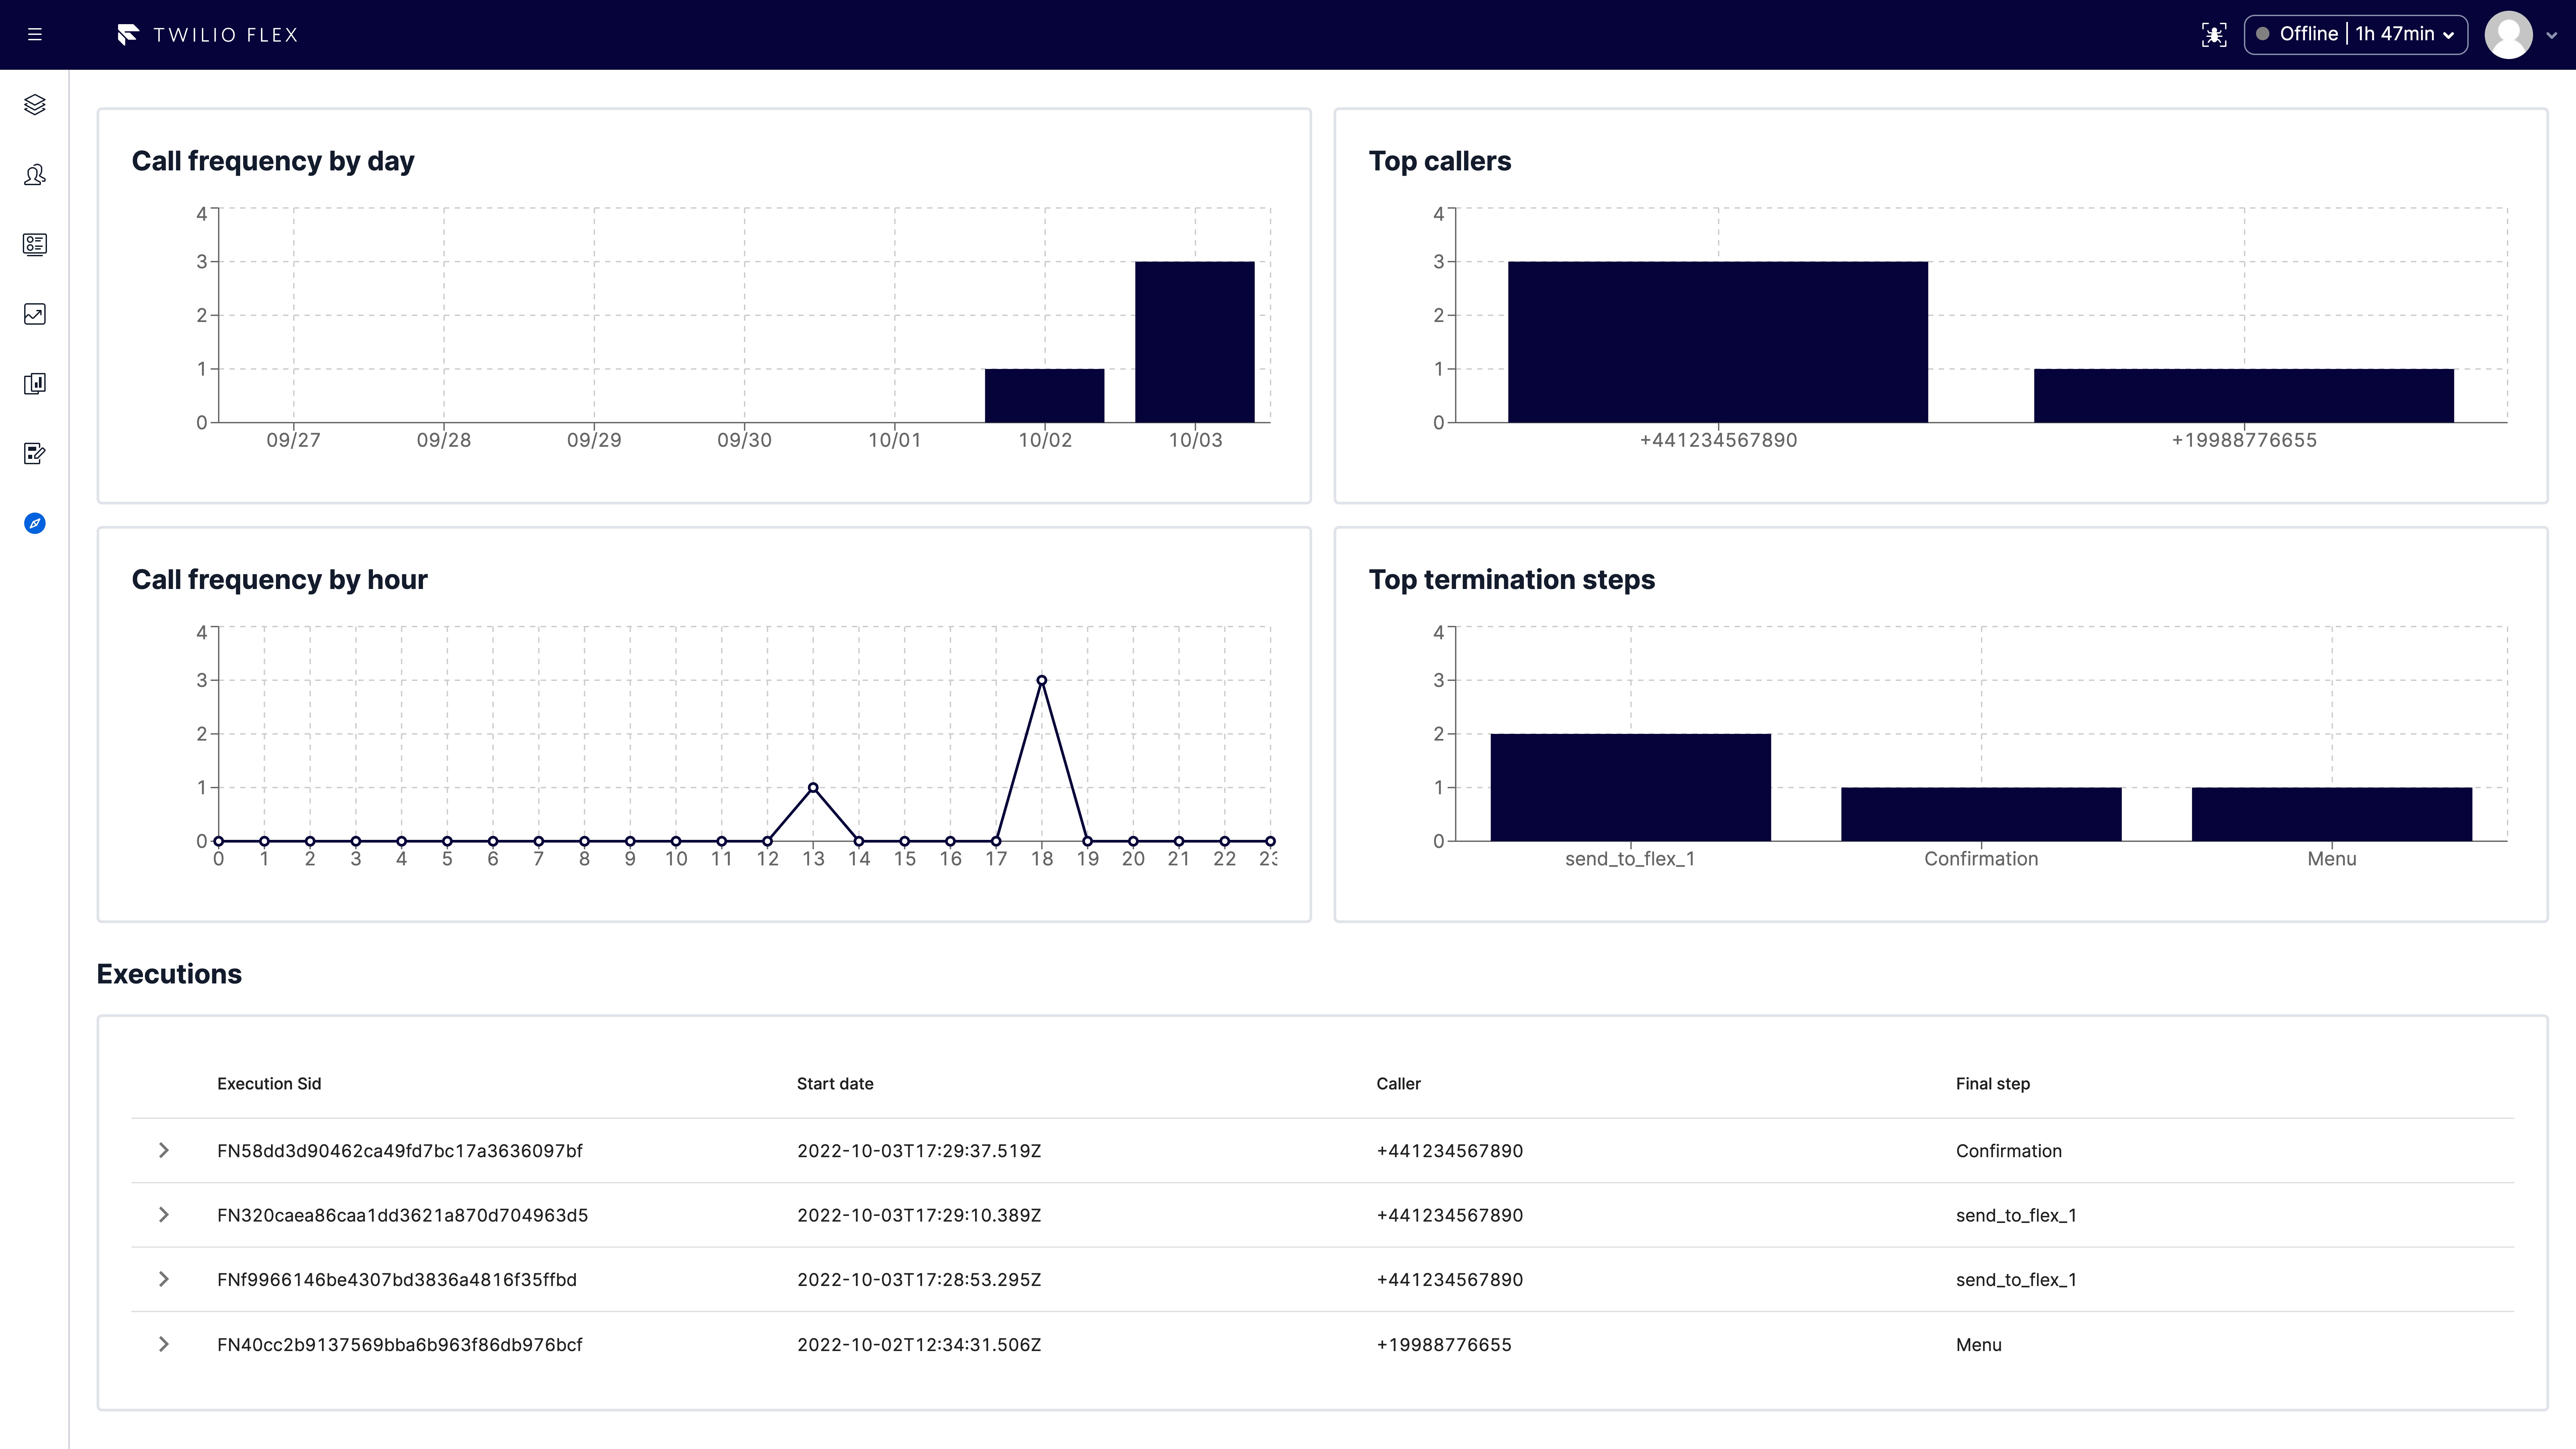 TWILIO FLEX
Offline | 1h 47min
Call frequency by day
4
3
2
1
0
09/27 09/28 09/29 09/30 10/01 10/02 10/03
Top callers
4
3
2
1
0
+441234567890 +19988776655
Call frequency by hour
4
3
2
1
0
0 1 2 3 4 5 6 7 8 9 10 11 12 13 14 15 16 17 18 19 20 21 22 23
Top termination steps
4
3
2
1
0
send_to_flex_1 Confirmation Menu
Executions
Execution Sid Start date Caller Final step
FN58dd3d90462ca49fd7bc17a3636097bf 2022-10-03T17:29:37.519Z +441234567890 Confirmation
FN320caea86caa1dd3621a870d704963d5 2022-10-03T17:29:10.389Z +441234567890 send_to_flex_1
FNf9966146be4307bd3836a4816f35ffbd 2022-10-03T17:28:53.295Z +441234567890 send_to_flex_1
FN40cc2b9137569bba6b963f86db976bcf 2022-10-02T12:34:31.506Z +19988776655 Menu